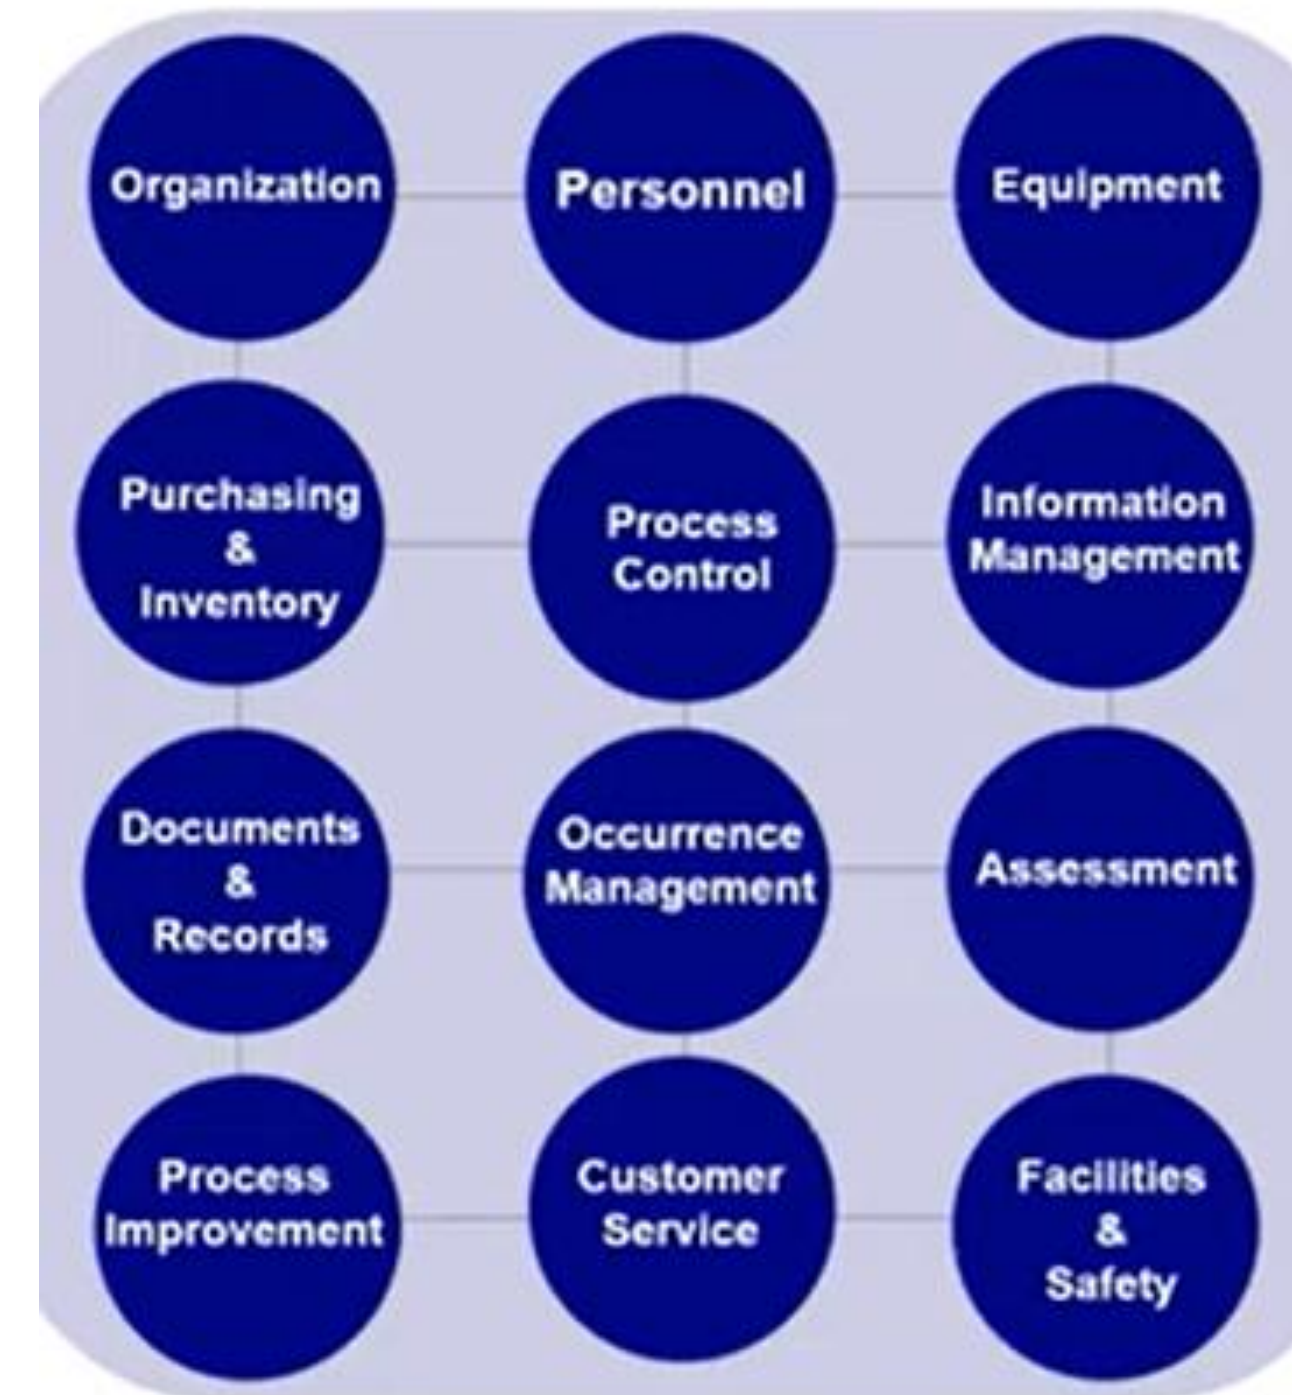 Organization
Personnel
Equipment
Purchasing
&
Inventory
Process
Control
Information
Management
Documents
&
Records
Occurrence
Management
Assessment
Process
Improvement
Customer
Service
Facilities
&
Safety